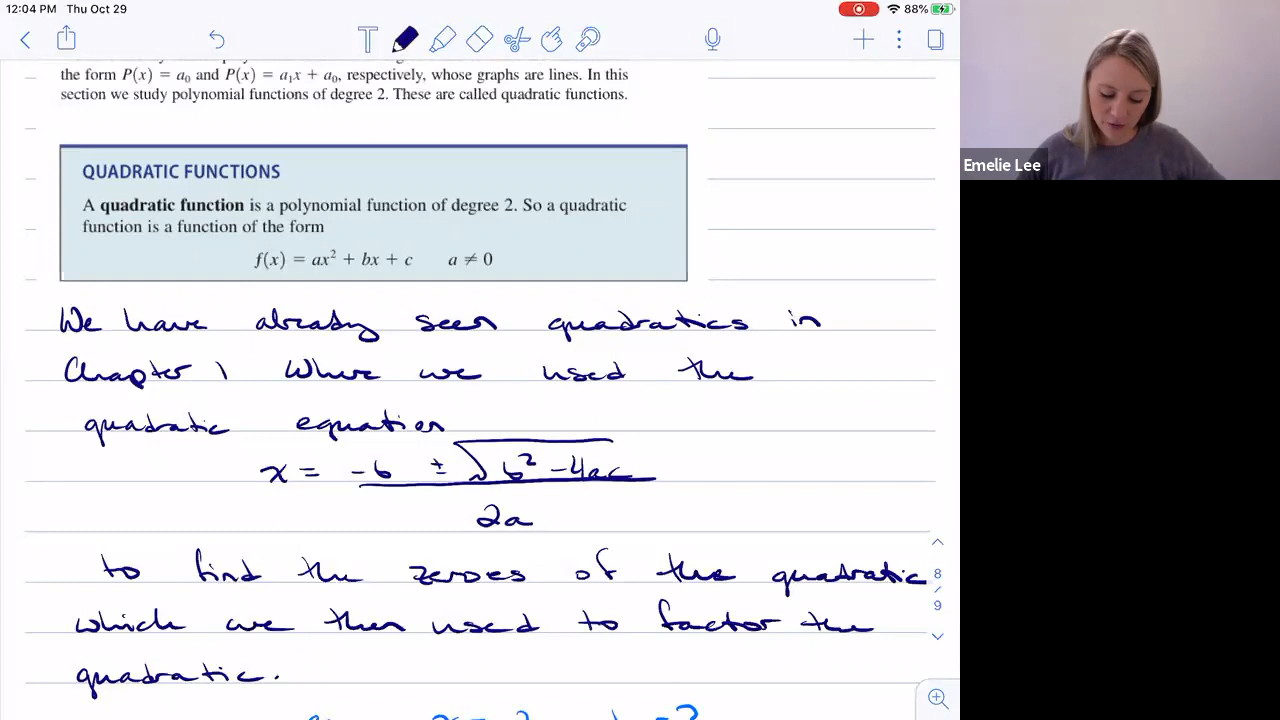 12:04 PM Thu Oct 29
88%
the form P(x) = a₀ and P(x) = a₁x + a₀, respectively, whose graphs are lines. In this
section we study polynomial functions of degree 2. These are called quadratic functions.
QUADRATIC FUNCTIONS
A quadratic function is a polynomial function of degree 2. So a quadratic
function is a function of the form
f(x) = ax² + bx + c a ≠ 0
We have already seen quadratics in
Chapter 1 Where we used the
quadratic equation
x = -b ± √(b² - 4ac)
2a
to find the zeroes of the quadratic
which we then used to factor the
quadratic.
8
9
Emelie Lee